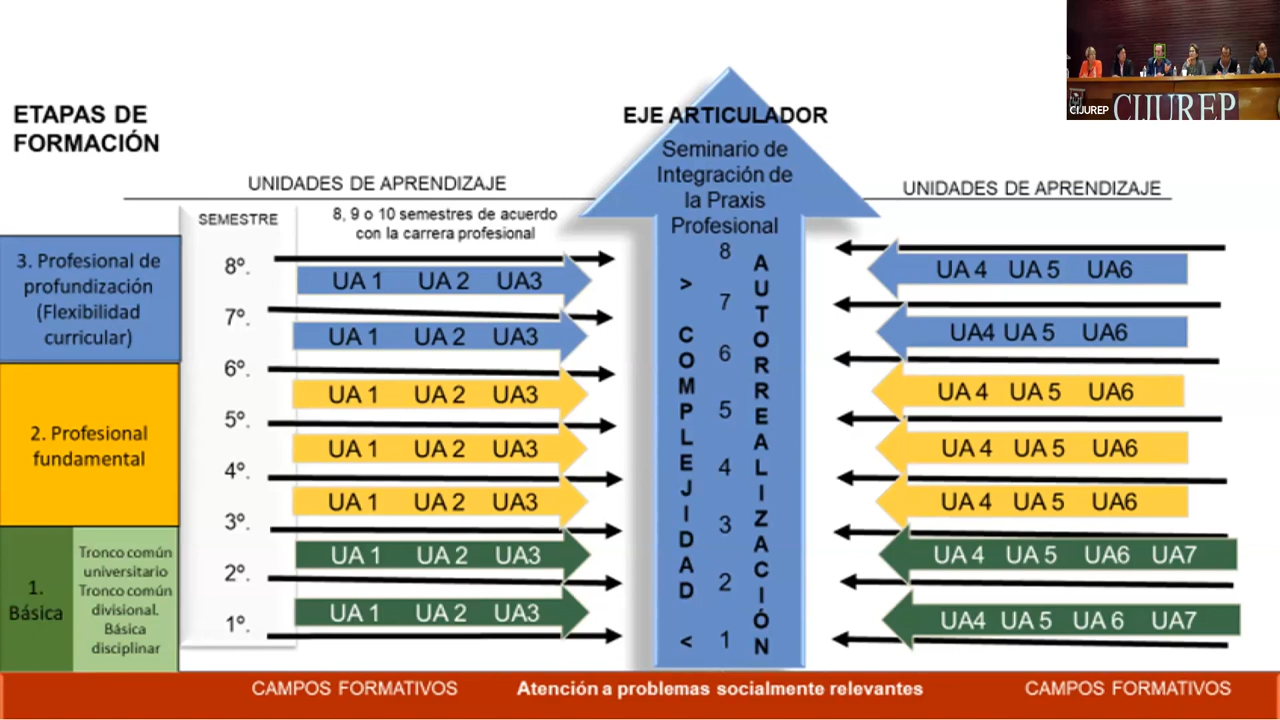 ETAPAS DE
FORMACIÓN
UNIDADES DE APRENDIZAJE
SEMESTRE
8, 9 o 10 semestres de acuerdo
con la carrera profesional
3. Profesional de
profundización
(Flexibilidad
curricular)
2. Profesional
fundamental
1.
Básica
Tronco común
universitario
Tronco común
divisional.
Básica
disciplinar
8º.
7º.
6º.
5º.
4º.
3º.
2º.
1º.
UA 1 UA 2 UA3
UA 1 UA 2 UA3
UA 1 UA 2 UA3
UA 1 UA 2 UA3
UA 1 UA 2 UA3
UA 1 UA 2 UA3
UA 1 UA 2 UA3
EJE ARTICULADOR
Seminario de
Integración de
la Praxis
Profesional
> COMPLEJIDAD <
8
7
6
5
4
3
2
1
AUTORREALIZACIÓN
UNIDADES DE APRENDIZAJE
UA 4 UA 5 UA6
UA4 UA 5 UA6
UA 4 UA 5 UA6
UA 4 UA 5 UA6
UA 4 UA 5 UA6
UA 4 UA 5 UA6 UA7
UA4 UA 5 UA 6 UA7
CAMPOS FORMATIVOS Atención a problemas socialmente relevantes CAMPOS FORMATIVOS
CIJUREP
CIJUREP